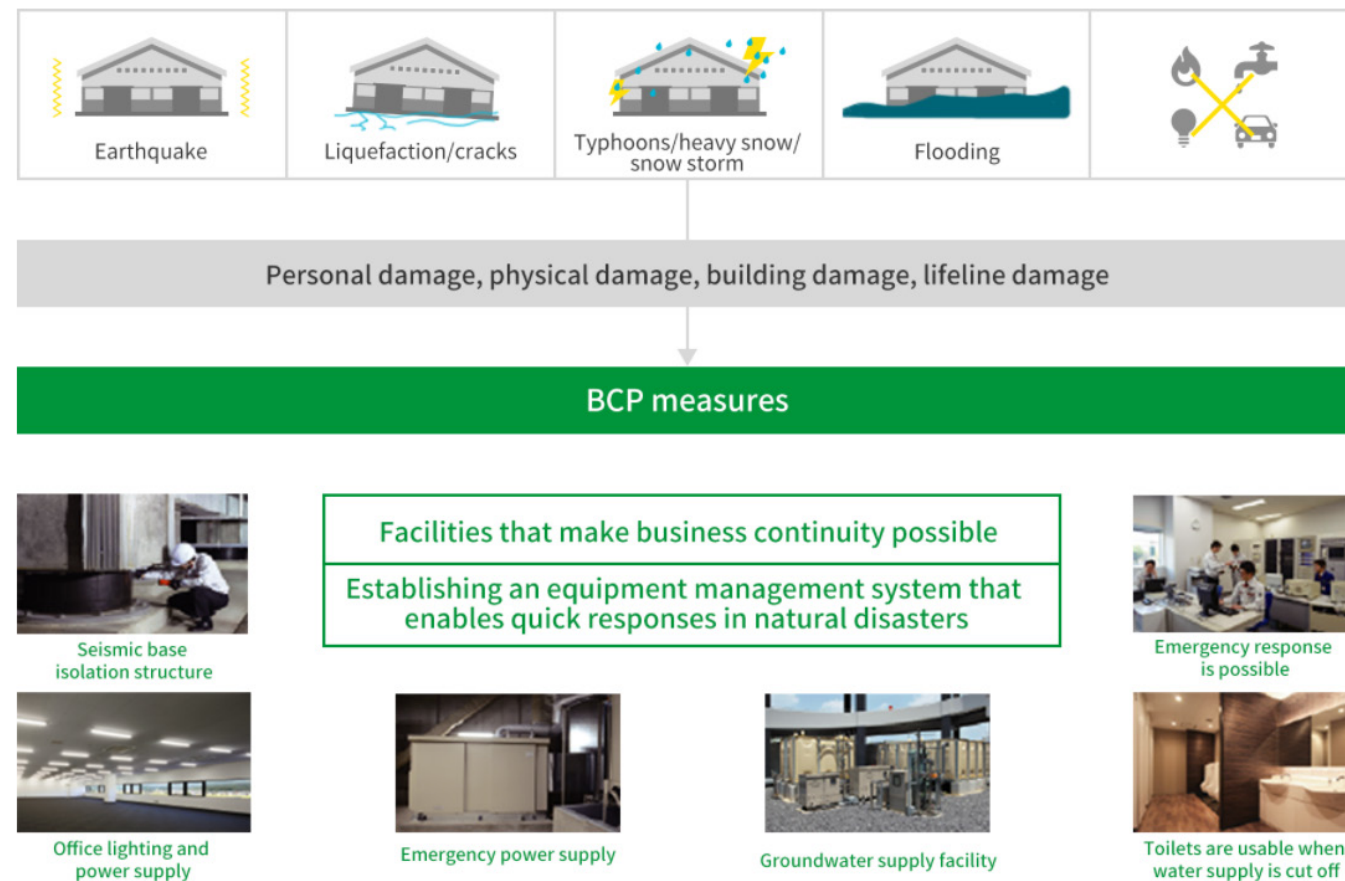 Earthquake
Liquefaction/cracks
Typhoons/heavy snow/
snow storm
Flooding
Personal damage, physical damage, building damage, lifeline damage
BCP measures
Facilities that make business continuity possible
Establishing an equipment management system that
enables quick responses in natural disasters
Seismic base
isolation structure
Emergency response
is possible
Office lighting and
power supply
Emergency power supply
Groundwater supply facility
Toilets are usable when
water supply is cut off